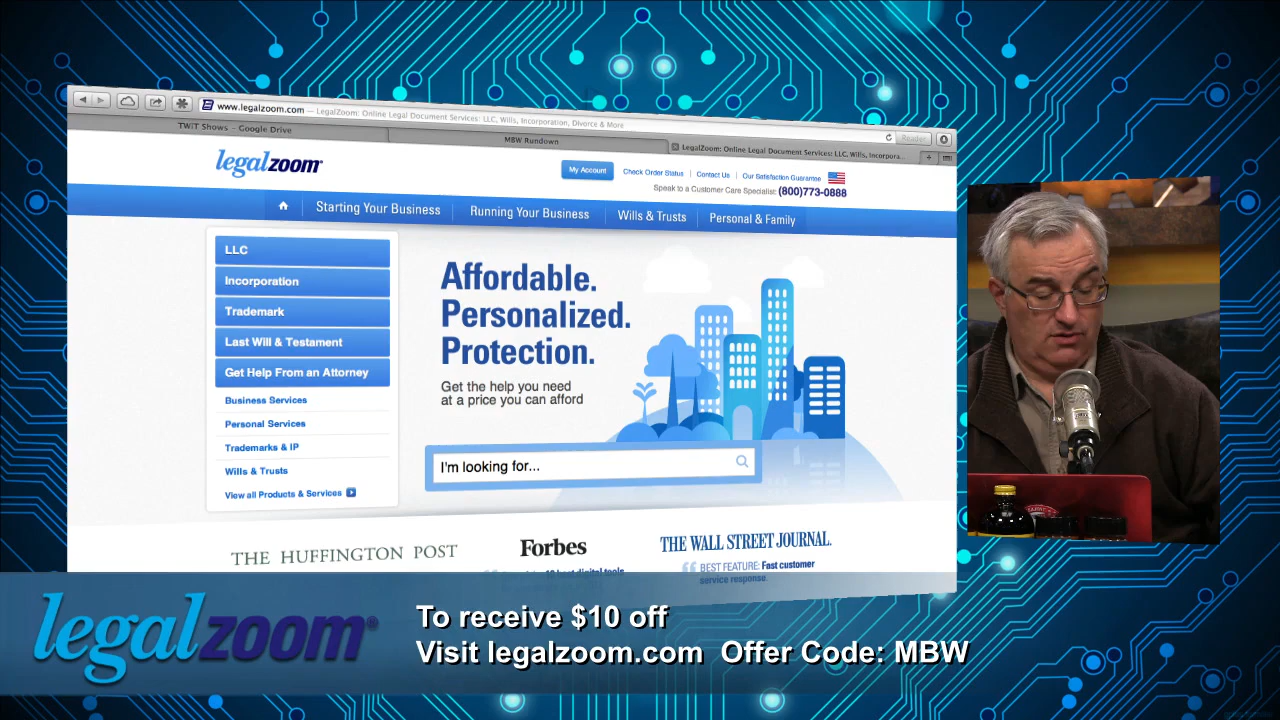 www.legalzoom.com — LegalZoom: Online Legal Document Services: LLC, Wills, Incorporation, Divorce & More
Reader
TWiT Shows – Google Drive
MBW Rundown
LegalZoom: Online Legal Document Services: LLC, Wills, Incorpora...
legalzoom
My Account
Check Order Status
Contact Us
Our Satisfaction Guarantee
Speak to a Customer Care Specialist: (800)773-0888
Starting Your Business
Running Your Business
Wills & Trusts
Personal & Family
LLC
Incorporation
Trademark
Last Will & Testament
Get Help From an Attorney
Business Services
Personal Services
Trademarks & IP
Wills & Trusts
View all Products & Services
Affordable.
Personalized.
Protection.
Get the help you need
at a price you can afford
I'm looking for...
THE HUFFINGTON POST
Forbes
THE WALL STREET JOURNAL.
BEST FEATURE: Fast customer
service response.
legalzoom®
To receive $10 off
Visit legalzoom.com Offer Code: MBW